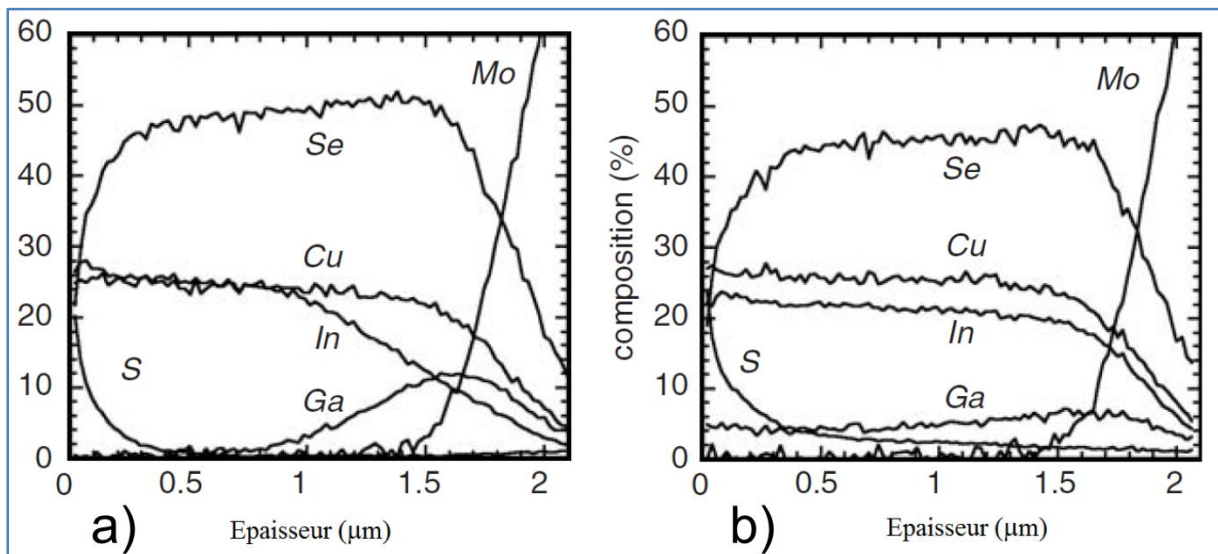 60
50
40
30
20
10
0
Mo
Se
Cu
In
S
Ga
0
0.5
1
1.5
2
a)
Epaisseur (μm)
composition (%)
60
50
40
30
20
10
0
Mo
Se
Cu
In
S
Ga
0
0.5
1
1.5
2
b)
Epaisseur (μm)